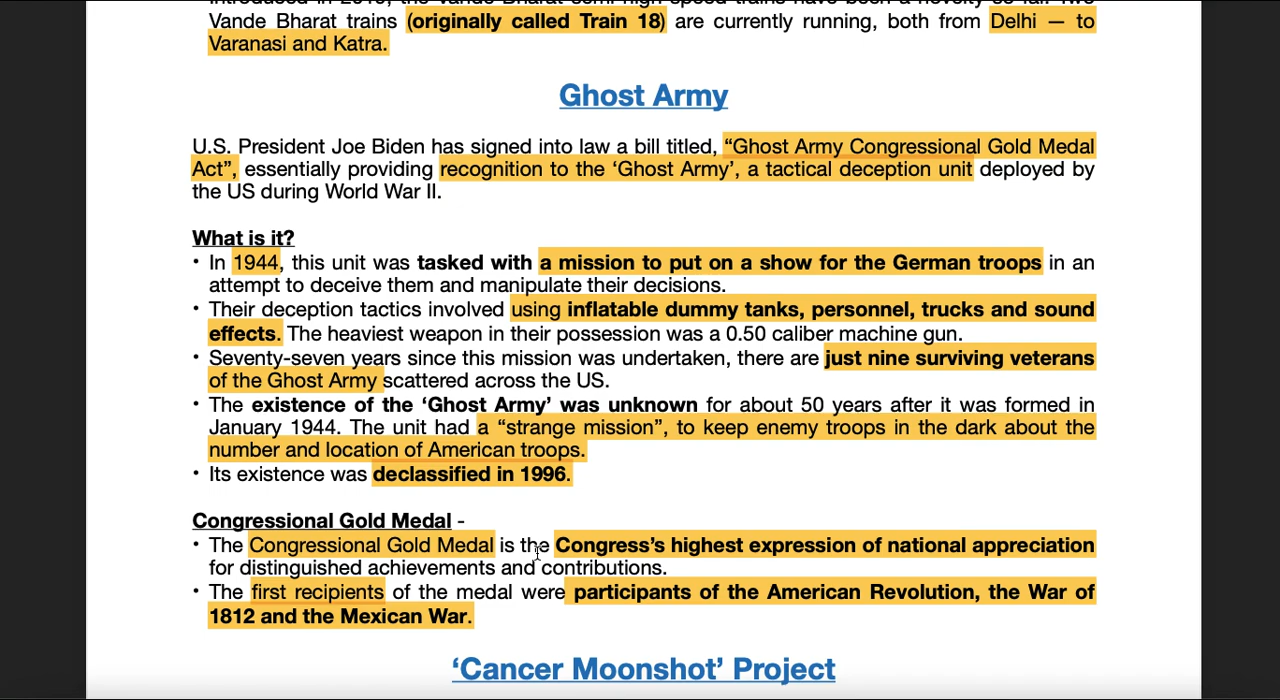 Vande Bharat trains (originally called Train 18) are currently running, both from Delhi — to
Varanasi and Katra.
Ghost Army
U.S. President Joe Biden has signed into law a bill titled, “Ghost Army Congressional Gold Medal
Act”, essentially providing recognition to the ‘Ghost Army’, a tactical deception unit deployed by
the US during World War II.
What is it?
• In 1944, this unit was tasked with a mission to put on a show for the German troops in an
attempt to deceive them and manipulate their decisions.
• Their deception tactics involved using inflatable dummy tanks, personnel, trucks and sound
effects. The heaviest weapon in their possession was a 0.50 caliber machine gun.
• Seventy-seven years since this mission was undertaken, there are just nine surviving veterans
of the Ghost Army scattered across the US.
• The existence of the ‘Ghost Army’ was unknown for about 50 years after it was formed in
January 1944. The unit had a “strange mission”, to keep enemy troops in the dark about the
number and location of American troops.
• Its existence was declassified in 1996.
Congressional Gold Medal -
• The Congressional Gold Medal is the Congress’s highest expression of national appreciation
for distinguished achievements and contributions.
• The first recipients of the medal were participants of the American Revolution, the War of
1812 and the Mexican War.
‘Cancer Moonshot’ Project